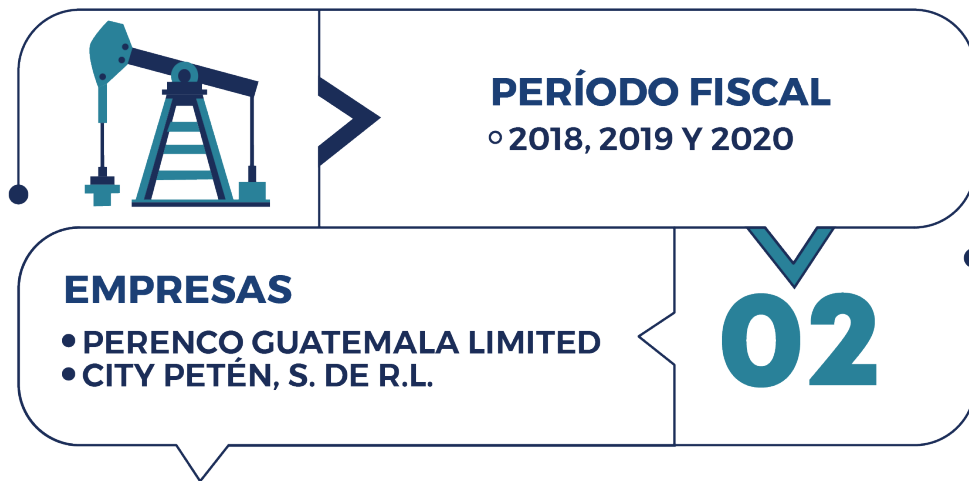 PERÍODO FISCAL
2018, 2019 Y 2020
EMPRESAS
PERENCO GUATEMALA LIMITED
CITY PETÉN, S. DE R.L.
02